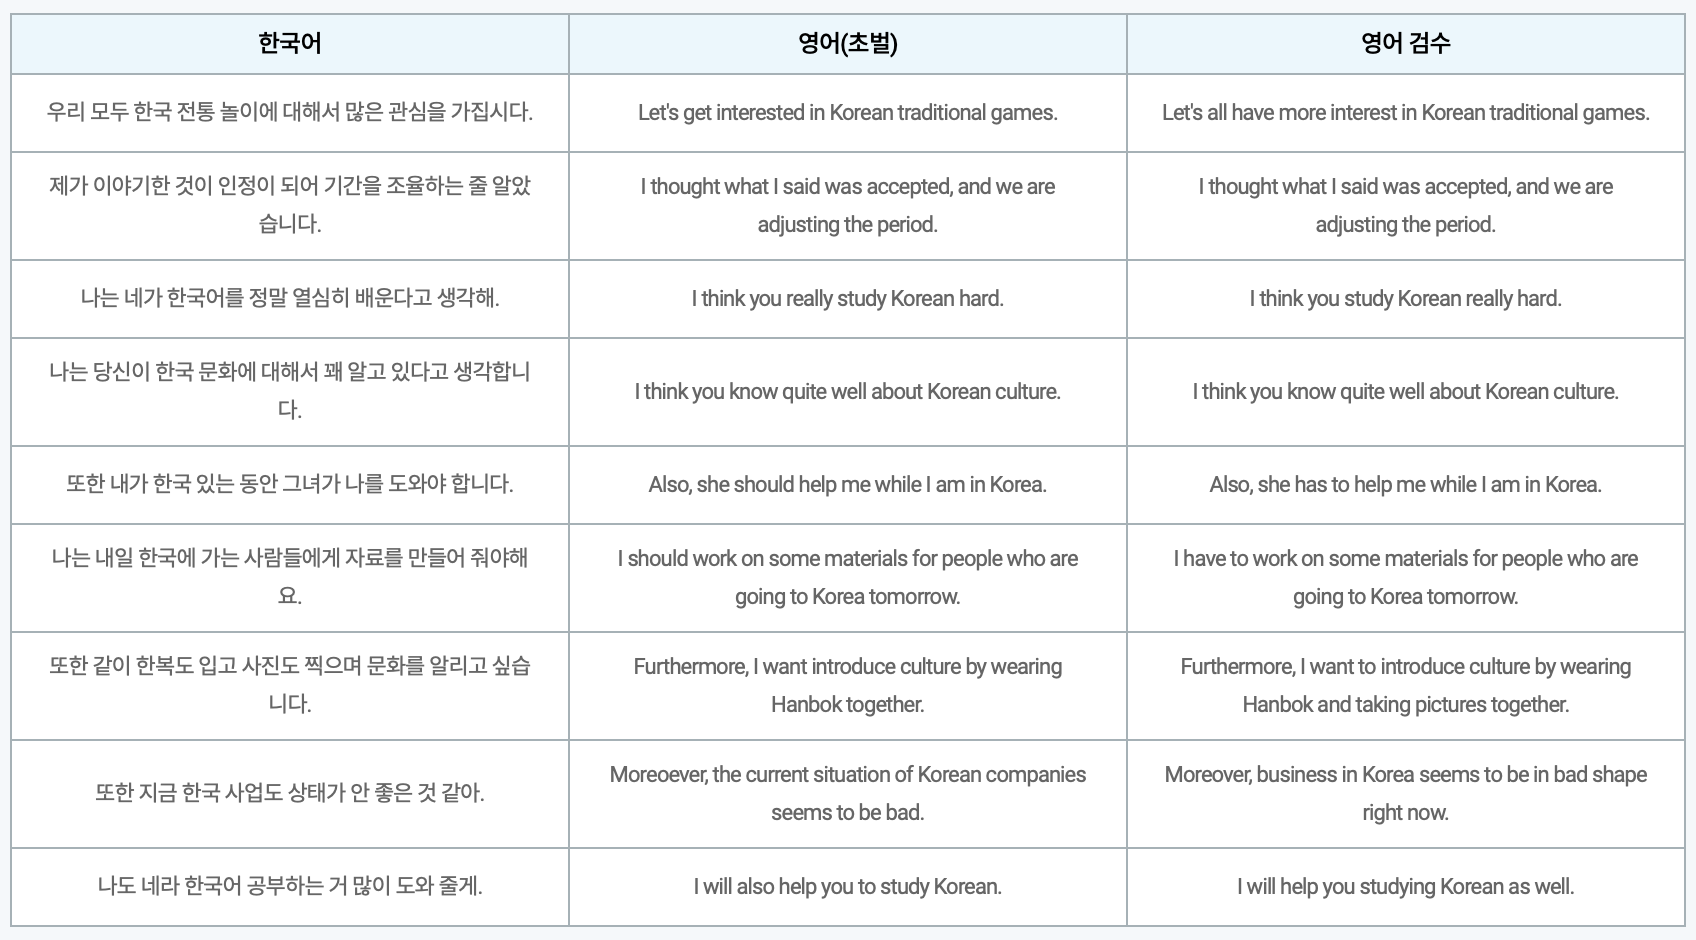 한국어
영어(초벌)
영어 검수
우리 모두 한국 전통 놀이에 대해서 많은 관심을 가집시다.
Let's get interested in Korean traditional games.
Let's all have more interest in Korean traditional games.
제가 이야기한 것이 인정이 되어 기간을 조율하는 줄 알았
습니다.
I thought what I said was accepted, and we are
adjusting the period.
I thought what I said was accepted, and we are
adjusting the period.
나는 네가 한국어를 정말 열심히 배운다고 생각해.
I think you really study Korean hard.
I think you study Korean really hard.
나는 당신이 한국 문화에 대해서 꽤 알고 있다고 생각합니
다.
I think you know quite well about Korean culture.
I think you know quite well about Korean culture.
또한 내가 한국 있는 동안 그녀가 나를 도와야 합니다.
Also, she should help me while I am in Korea.
Also, she has to help me while I am in Korea.
나는 내일 한국에 가는 사람들에게 자료를 만들어 줘야해
요.
I should work on some materials for people who are
going to Korea tomorrow.
I have to work on some materials for people who are
going to Korea tomorrow.
또한 같이 한복도 입고 사진도 찍으며 문화를 알리고 싶습
니다.
Furthermore, I want introduce culture by wearing
Hanbok together.
Furthermore, I want to introduce culture by wearing
Hanbok and taking pictures together.
또한 지금 한국 사업도 상태가 안 좋은 것 같아.
Moreoever, the current situation of Korean companies
seems to be bad.
Moreover, business in Korea seems to be in bad shape
right now.
나도 네라 한국어 공부하는 거 많이 도와 줄게.
I will also help you to study Korean.
I will help you studying Korean as well.